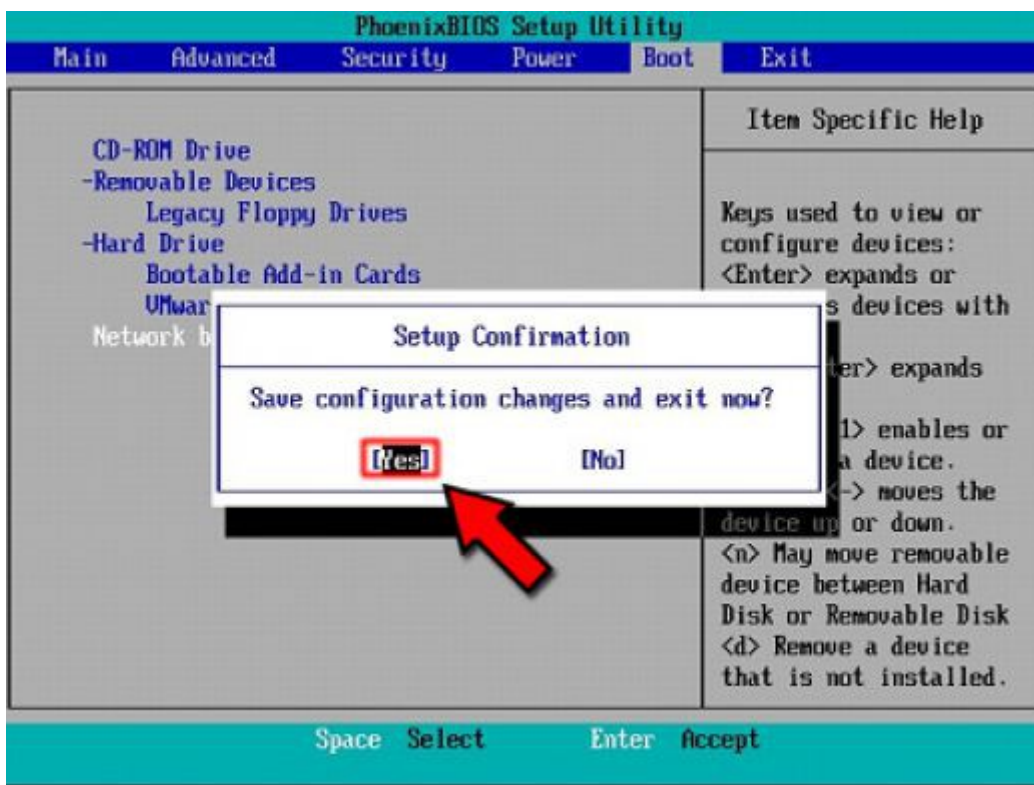 PhoenixBIOS Setup Utility
Main Advanced Security Power Boot Exit
CD-ROM Drive
-Removable Devices
Legacy Floppy Drives
-Hard Drive
Bootable Add-in Cards
Network
Setup Confirmation
Save configuration changes and exit now?
[Yes] [No]
Item Specific Help
Keys used to view or
configure devices:
<Enter> expands or
devices with
expands
enables or
a device.
<-> moves the
device up or down.
<n> May move removable
device between Hard
Disk or Removable Disk
<d> Remove a device
that is not installed.
Space Select Enter Accept